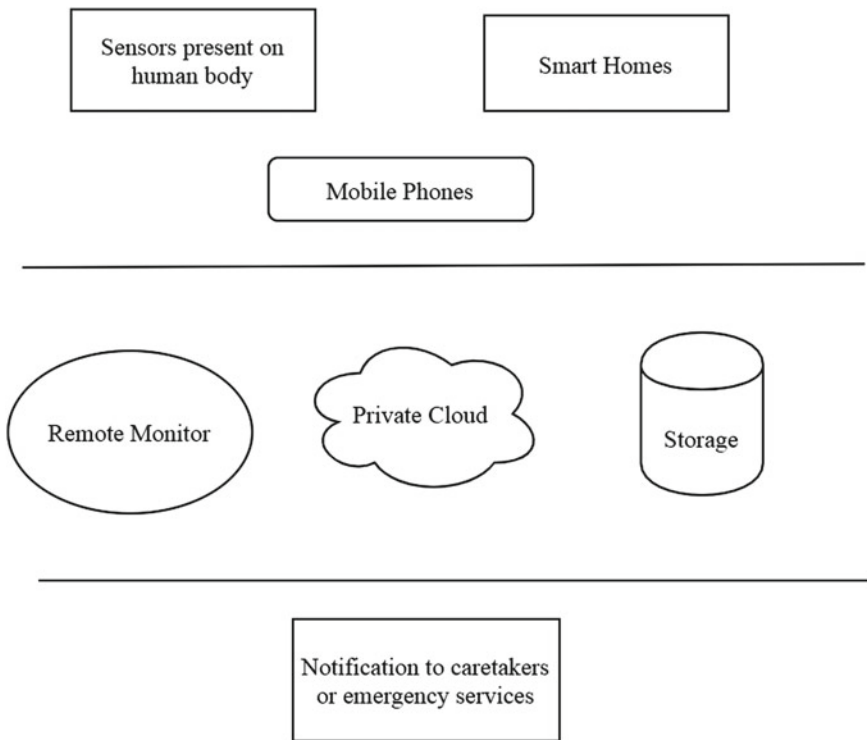 Sensors present on
human body
Smart Homes
Mobile Phones
Remote Monitor
Private Cloud
Storage
Notification to caretakers
or emergency services